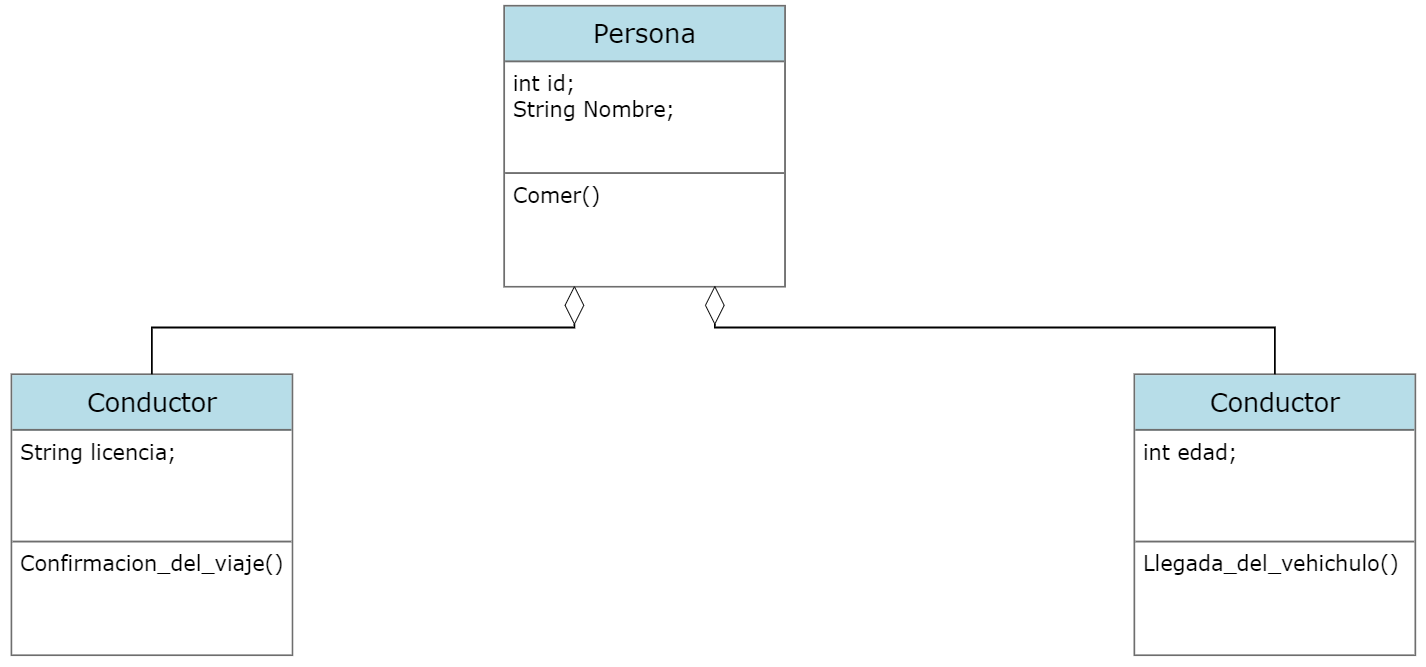 Persona
int id;
String Nombre;
Comer()
Conductor
String licencia;
Confirmacion_del_viaje()
Conductor
int edad;
Llegada_del_vehichulo()